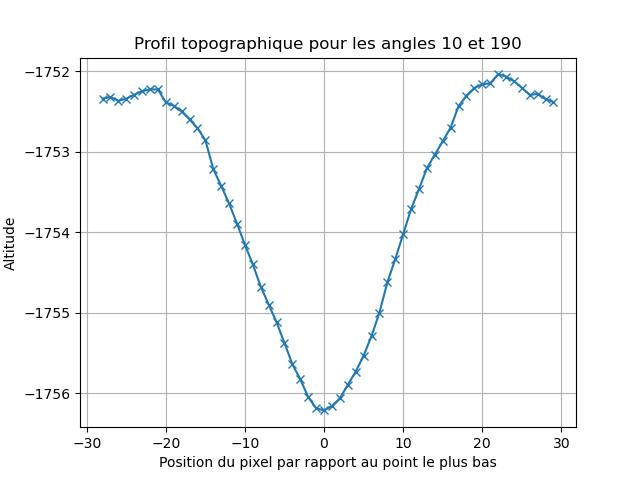 Profil topographique pour les angles 10 et 190
−1752
−1753
−1754
−1755
−1756
Altitude
−30 −20 −10 0 10 20 30
Position du pixel par rapport au point le plus bas